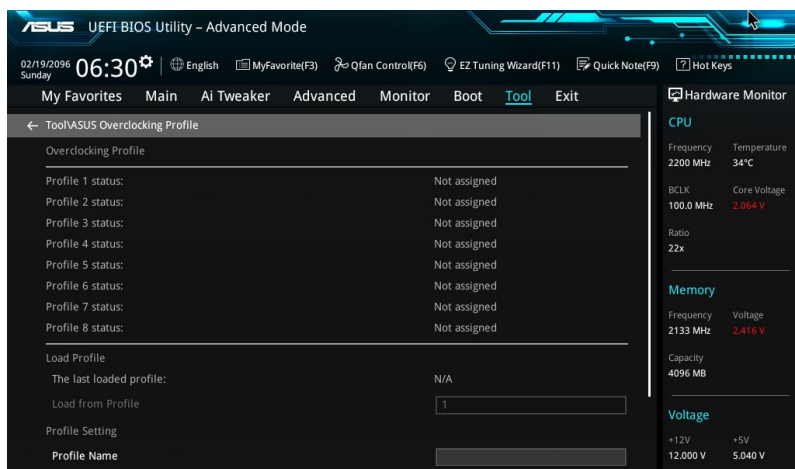 ASUS UEFI BIOS Utility – Advanced Mode
02/19/2096 Sunday 06:30 English MyFavorite(F3) Qfan Control(F6) EZ Tuning Wizard(F11) Quick Note(F9) ? Hot Keys
My Favorites Main Ai Tweaker Advanced Monitor Boot Tool Exit
Tool\ASUS Overclocking Profile
Overclocking Profile
Profile 1 status: Not assigned
Profile 2 status: Not assigned
Profile 3 status: Not assigned
Profile 4 status: Not assigned
Profile 5 status: Not assigned
Profile 6 status: Not assigned
Profile 7 status: Not assigned
Profile 8 status: Not assigned
Load Profile
The last loaded profile: N/A
Load from Profile 1
Profile Setting
Profile Name
Hardware Monitor
CPU
Frequency Temperature
2200 MHz 34°C
BCLK Core Voltage
100.0 MHz 2.064 V
Ratio
22x
Memory
Frequency Voltage
2133 MHz 2.416 V
Capacity
4096 MB
Voltage
+12V +5V
12.000 V 5.040 V